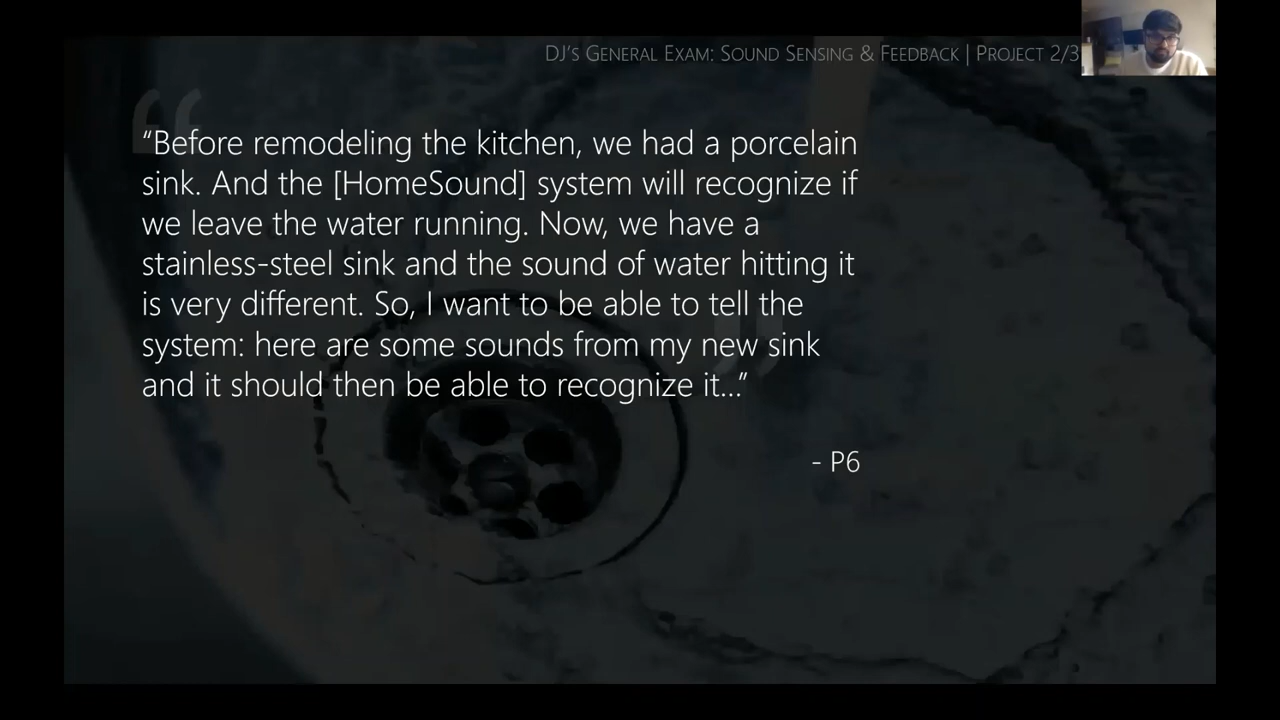 DJ’s General Exam: Sound Sensing & Feedback | Project 2/3
“Before remodeling the kitchen, we had a porcelain
sink. And the [HomeSound] system will recognize if
we leave the water running. Now, we have a
stainless-steel sink and the sound of water hitting it
is very different. So, I want to be able to tell the
system: here are some sounds from my new sink
and it should then be able to recognize it…”
- P6